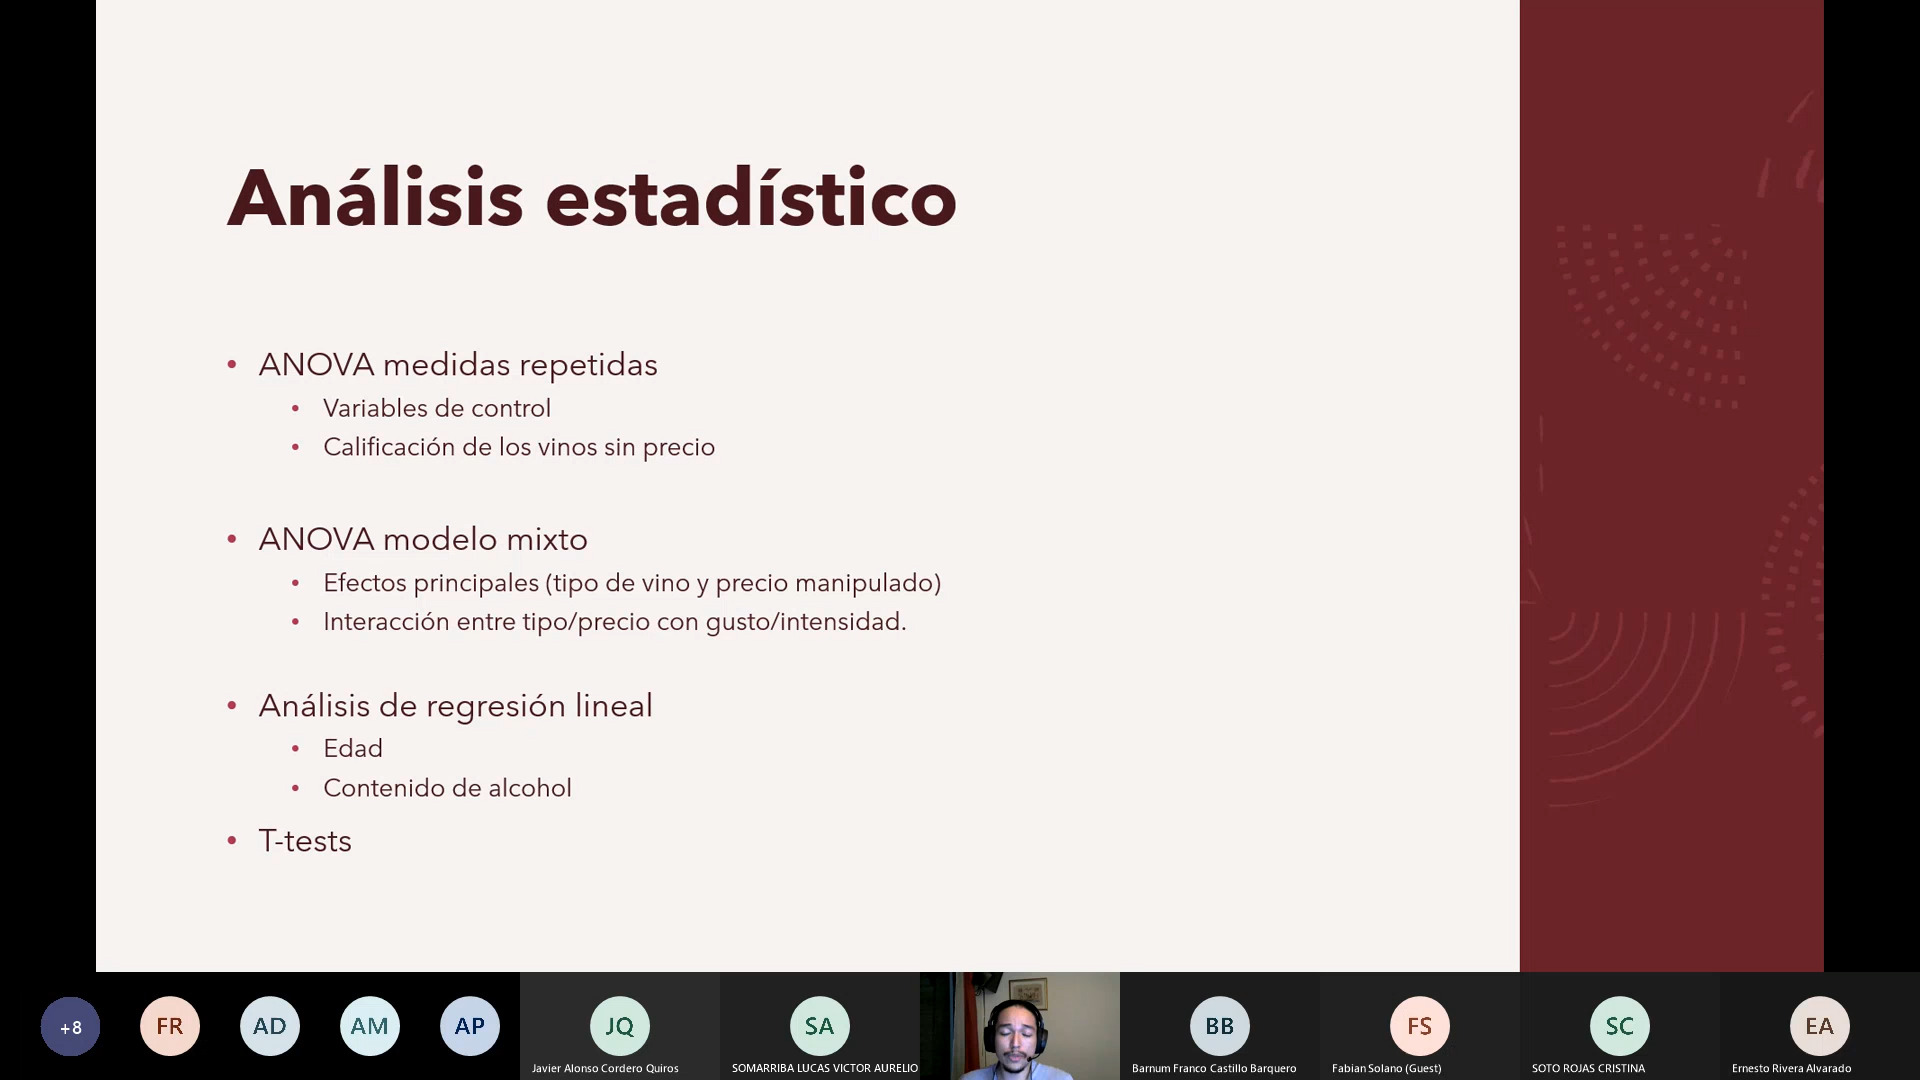 Análisis estadístico
• ANOVA medidas repetidas
• Variables de control
• Calificación de los vinos sin precio
• ANOVA modelo mixto
• Efectos principales (tipo de vino y precio manipulado)
• Interacción entre tipo/precio con gusto/intensidad.
• Análisis de regresión lineal
• Edad
• Contenido de alcohol
• T-tests
+8
FR
AD
AM
AP
JQ
SA
BB
FS
SC
EA
Javier Alonso Cordero Quiros
SOMARRIBA LUCAS VICTOR AURELIO
Barnum Franco Castillo Barquero
Fabian Solano (Guest)
SOTO ROJAS CRISTINA
Ernesto Rivera Alvarado